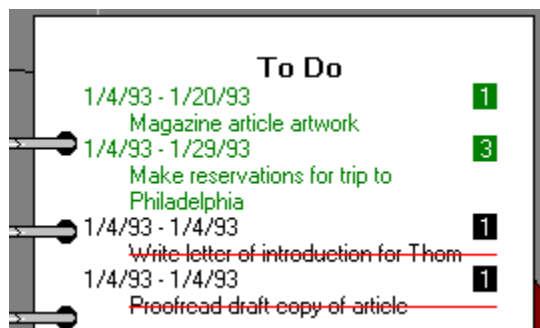 To Do
1/4/93 - 1/20/93 1
Magazine article artwork
1/4/93 - 1/29/93 3
Make reservations for trip to
Philadelphia
1/4/93 - 1/4/93 1
Write letter of introduction for Thom
1/4/93 - 1/4/93 1
Proofread draft copy of article